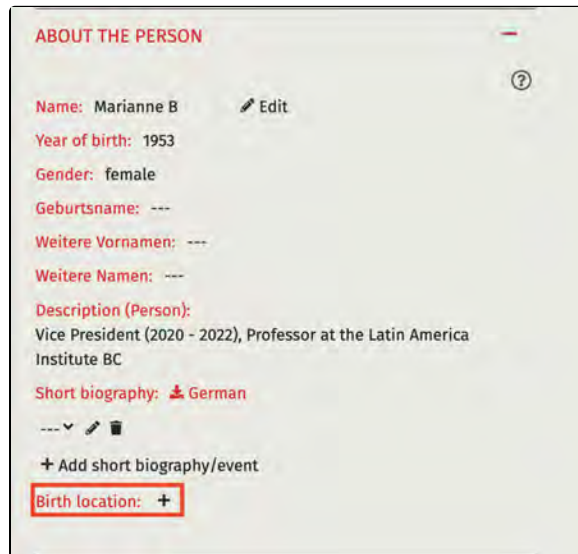 ABOUT THE PERSON
Name: Marianne B Edit
Year of birth: 1953
Gender: female
Geburtsname: ---
Weitere Vornamen: ---
Weitere Namen: ---
Description (Person):
Vice President (2020 - 2022), Professor at the Latin America
Institute BC
Short biography: German
---
+ Add short biography/event
Birth location: +